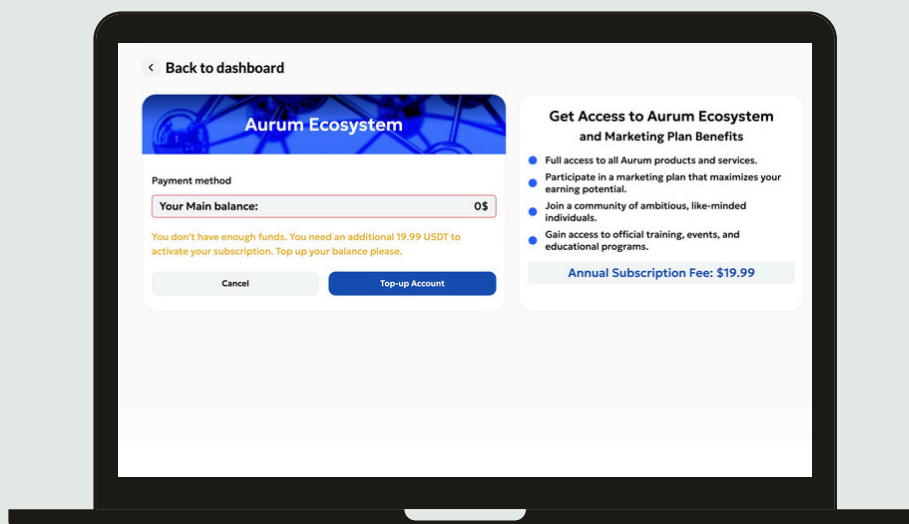 Back to dashboard
Aurum Ecosystem
Payment method
Your Main balance: 0$
You don't have enough funds. You need an additional 19.99 USDT to
activate your subscription. Top up your balance please.
Cancel
Top-up Account
Get Access to Aurum Ecosystem
and Marketing Plan Benefits
Full access to all Aurum products and services.
Participate in a marketing plan that maximizes your
earning potential.
Join a community of ambitious, like-minded
individuals.
Gain access to official training, events, and
educational programs.
Annual Subscription Fee: $19.99